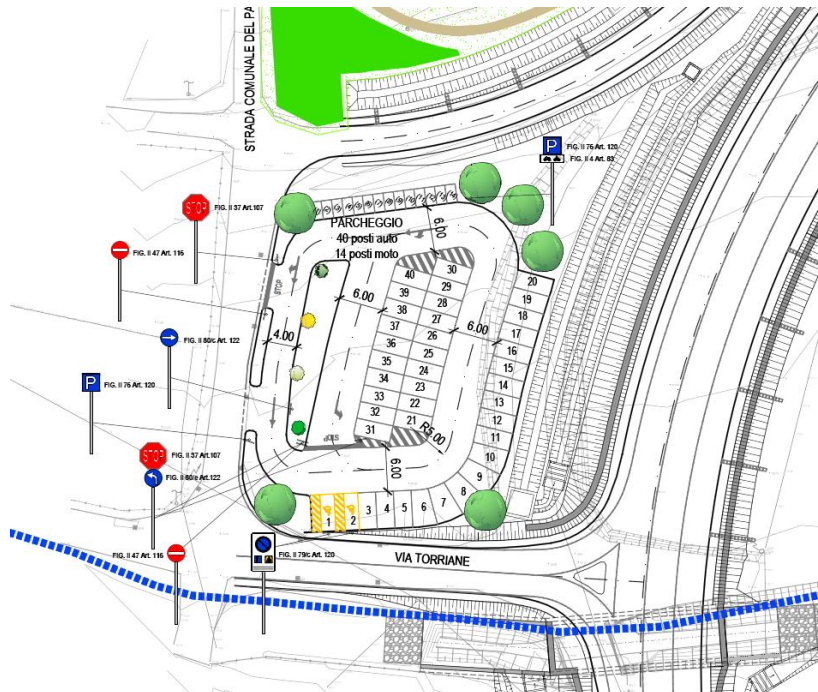 STRADA COMUNALE DEL PA
P
FIG. II 76 Art. 120
FIG. II 4 Art. 83
STOP
FIG. II 37 Art.107
PARCHEGGIO
40 posti auto
14 posti moto
6.00
FIG. II 47 Art. 116
STOP
40
30
20
39
29
19
38
28
18
6.00
37
27
6.00
17
4.00
36
26
16
FIG. II 80/c Art. 122
35
25
15
34
24
14
P
FIG. II 76 Art. 120
33
23
13
32
22
12
31
21
R5.00
11
STOP
STOP
FIG. II 37 Art.107
6.00
10
FIG. II 80/e Art.122
9
8
1
2
3
4
5
6
7
FIG. II 47 Art. 116
FIG. II 79/c Art. 120
VIA TORRIANE